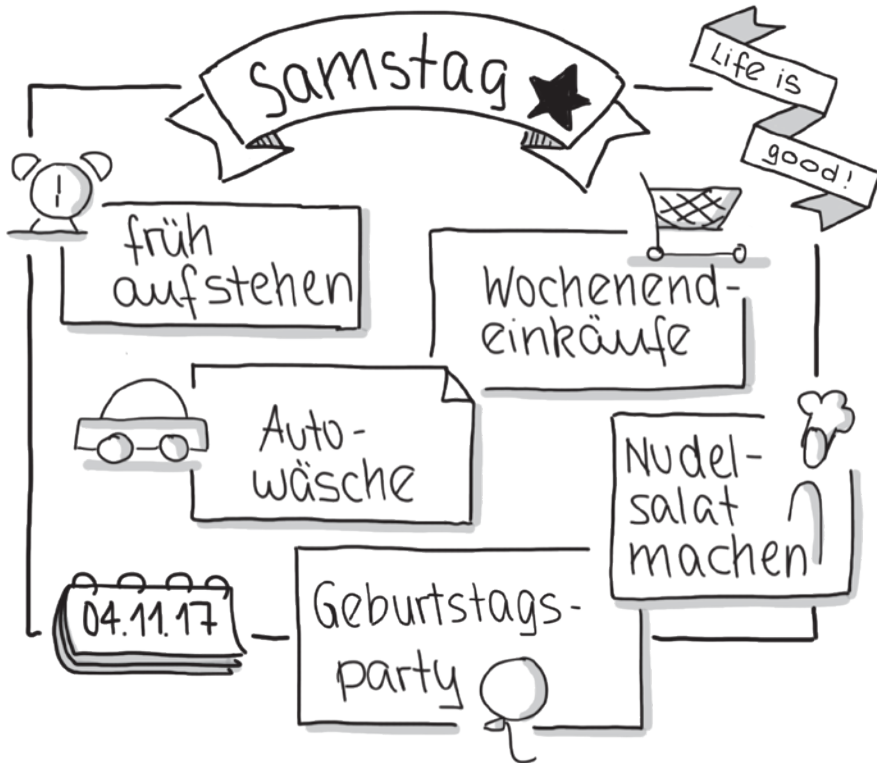 Samstag
Life is
good!
früh
aufstehen
Wochenend-
einkäufe
Auto-
wäsche
Nudel-
salat
machen
04.11.17
Geburtstags-
party